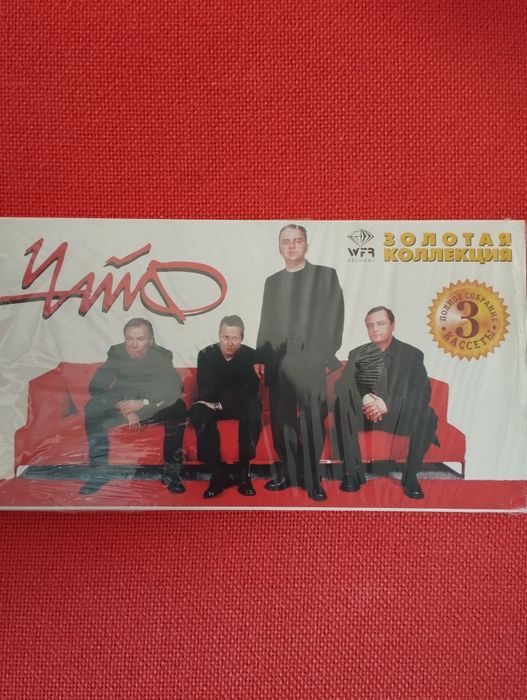 ЧайФ
WFR
RECORDS
ЗОЛОТАЯ
КОЛЛЕКЦИЯ
ПОЛНОЕ СОБРАНИЕ
3
КАССЕТЫ